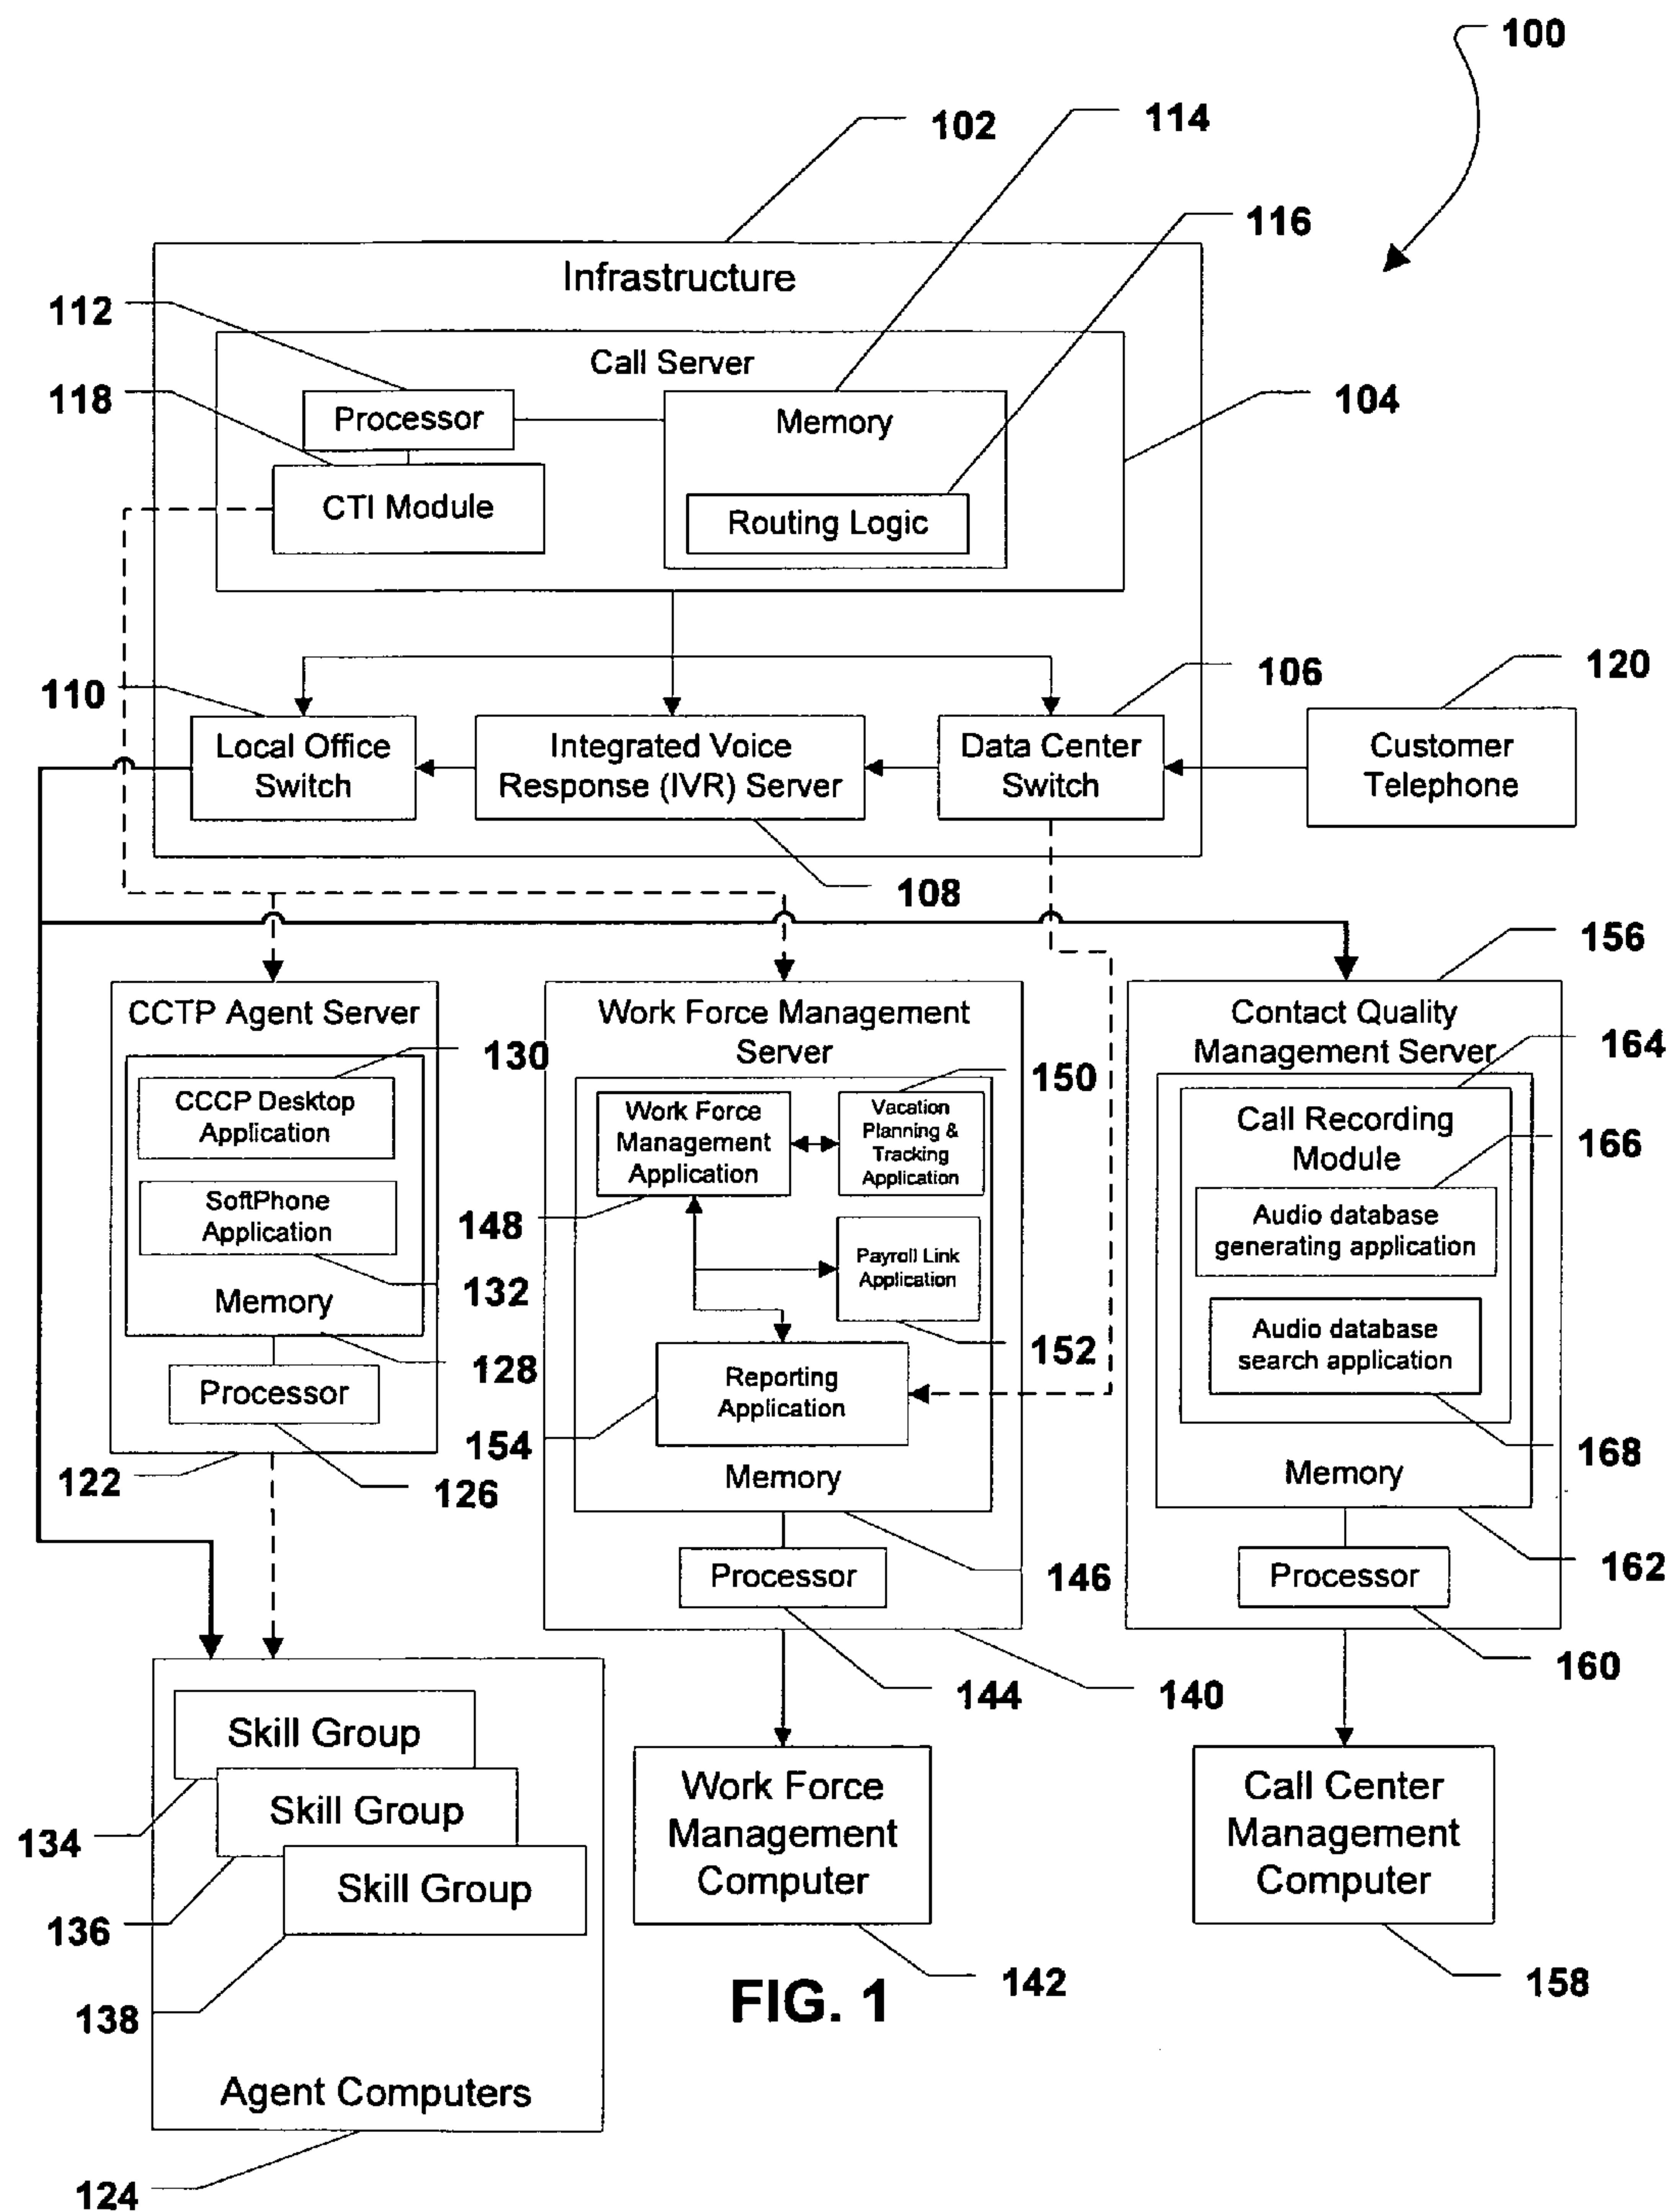 100
102
114
116
Infrastructure
112
Call Server
118
104
Processor
Memory
CTI Module
Routing Logic
110
106
120
Local Office
Switch
Integrated Voice
Response (IVR) Server
Data Center
Switch
Customer
Telephone
108
156
CCTP Agent Server
130
CCCP Desktop
Application
SoftPhone
Application
132
Memory
128
Processor
122
126
Work Force Management
Server
150
Work Force
Management
Application
Vacation
Planning &
Tracking
Application
148
Payroll Link
Application
152
Reporting
Application
154
Memory
Processor
146
144
140
Contact Quality
Management Server
164
Call Recording
Module
166
Audio database
generating application
Audio database
search application
168
Memory
162
Processor
160
Skill Group
134
Skill Group
136
Skill Group
138
Agent Computers
124
Work Force
Management
Computer
142
Call Center
Management
Computer
158
FIG. 1